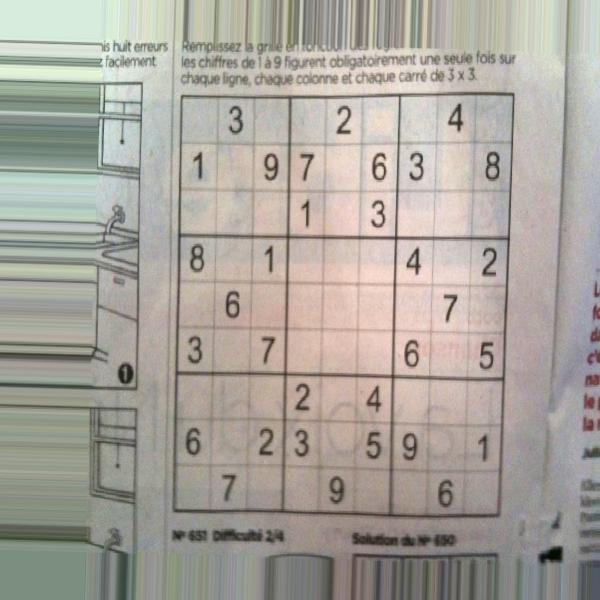 is huit erreurs
facilement
Remplissez la grille en fonction
les chiffres de 1 à 9 figurent obligatoirement une seule fois sur
chaque ligne, chaque colonne et chaque carré de 3 x 3.
3 2 4
1 9 7 6 3 8
1 3
8 1 4 2
6 7
3 7 6 5
2 4
6 2 3 5 9 1
7 9 6
1
N° 651 Difficulté 2/4
Solution du N° 650